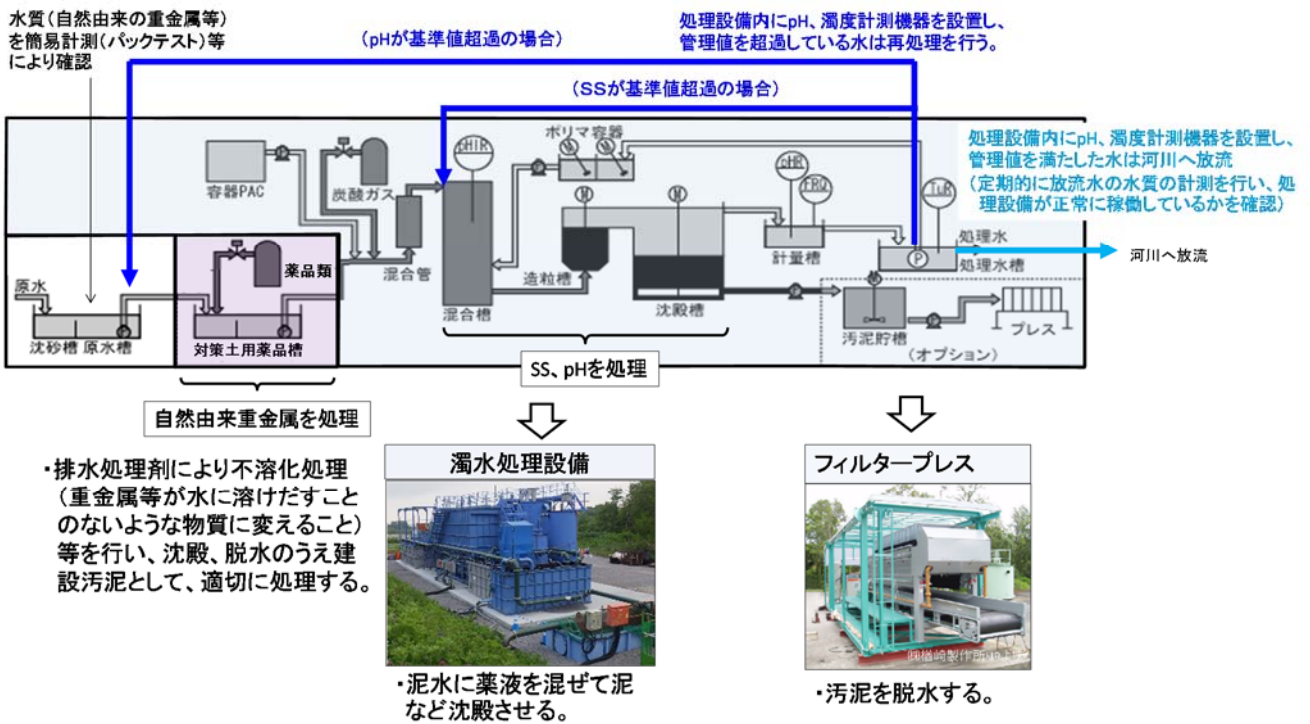 水質(自然由来の重金属等)
を簡易計測(パックテスト)等
により確認
(pHが基準値超過の場合)
処理設備内にpH、濁度計測機器を設置し、
管理値を超過している水は再処理を行う。
(SSが基準値超過の場合)
処理設備内にpH、濁度計測機器を設置し、
管理値を満たした水は河川へ放流
(定期的に放流水の水質の計測を行い、処
理設備が正常に稼働しているかを確認)
容器PAC
P
炭酸ガス
混合管
pHIR
混合槽
ポリマ容器
M
M
P
M
造粒槽
M
沈殿槽
pHR
FRQ
計量槽
TuR
P
処理水
処理水槽
河川へ放流
原水
沈砂槽 原水槽
P
薬品類
対策土用薬品槽
P
P
M
汚泥貯槽
P
プレス
(オプション)
SS、pHを処理
自然由来重金属を処理
・排水処理剤により不溶化処理
(重金属等が水に溶けだすこと
のないような物質に変えること)
等を行い、沈殿、脱水のうえ建
設汚泥として、適切に処理する。
濁水処理設備
・泥水に薬液を混ぜて泥
など沈殿させる。
フィルタープレス
・汚泥を脱水する。